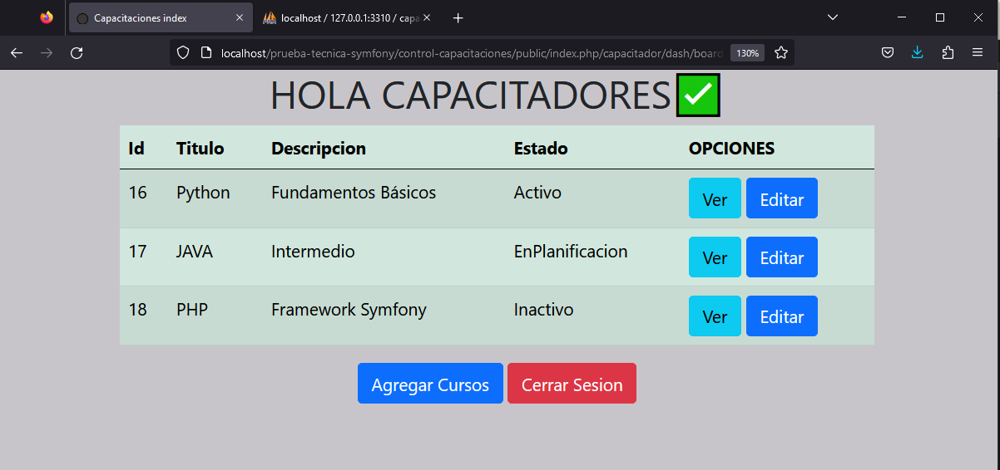 Capacitaciones index
localhost / 127.0.0.1:3310 / capa
localhost/prueba-tecnica-symfony/control-capacitaciones/public/index.php/capacitador/dash/board 130%
HOLA CAPACITADORES
Id Titulo Descripcion Estado OPCIONES
16 Python Fundamentos Básicos Activo Ver Editar
17 JAVA Intermedio EnPlanificacion Ver Editar
18 PHP Framework Symfony Inactivo Ver Editar
Agregar Cursos Cerrar Sesion